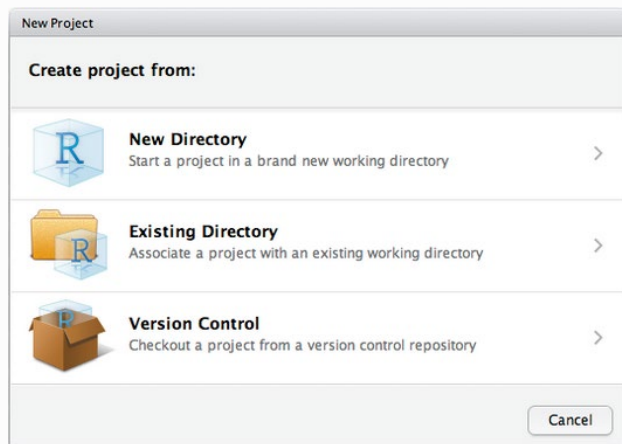 New Project
Create project from:
R
New Directory
Start a project in a brand new working directory
R
Existing Directory
Associate a project with an existing working directory
R
Version Control
Checkout a project from a version control repository
Cancel